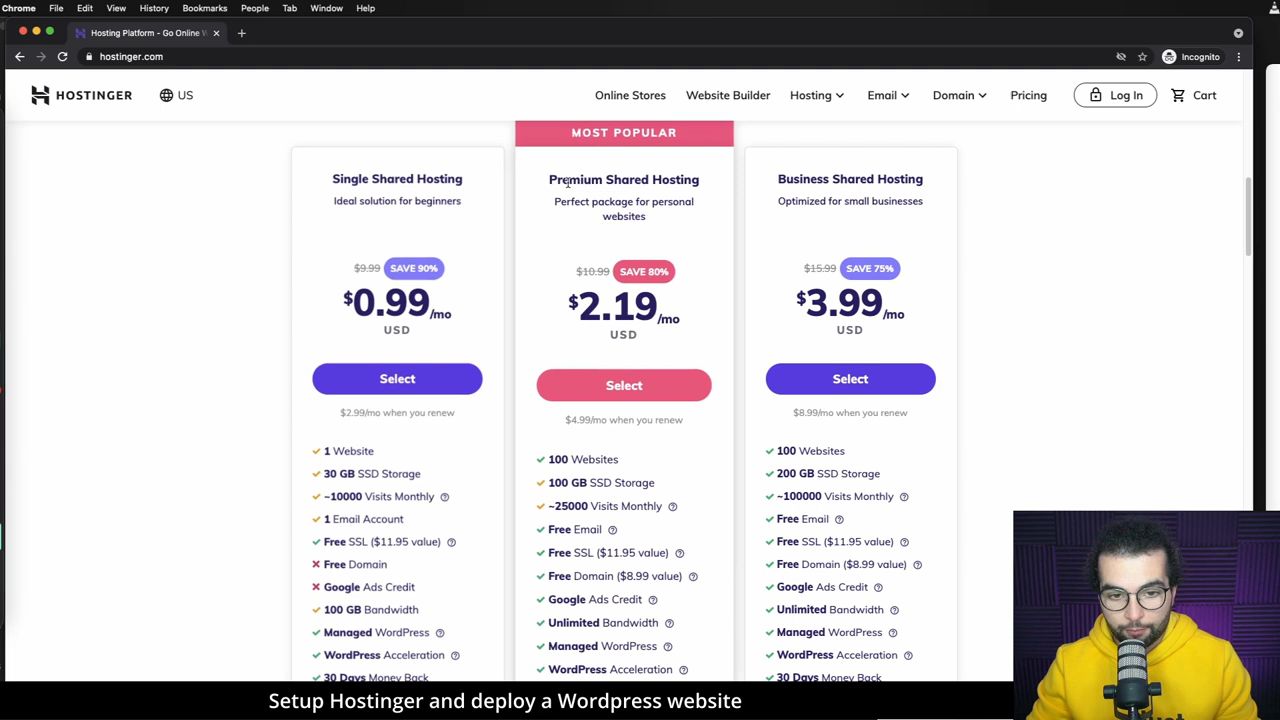 Chrome File Edit View History Bookmarks People Tab Window Help
Hosting Platform - Go Online W
hostinger.com
Incognito
HOSTINGER
US
Online Stores Website Builder Hosting Email Domain Pricing Log In Cart
Single Shared Hosting
Ideal solution for beginners
$9.99 SAVE 90%
$0.99/mo
USD
Select
$2.99/mo when you renew
1 Website
30 GB SSD Storage
~10000 Visits Monthly
1 Email Account
Free SSL ($11.95 value)
Free Domain
Google Ads Credit
100 GB Bandwidth
Managed WordPress
WordPress Acceleration
30 Days Money Back
MOST POPULAR
Premium Shared Hosting
Perfect package for personal
websites
$10.99 SAVE 80%
$2.19/mo
USD
Select
$4.99/mo when you renew
100 Websites
100 GB SSD Storage
~25000 Visits Monthly
Free Email
Free SSL ($11.95 value)
Free Domain ($8.99 value)
Google Ads Credit
Unlimited Bandwidth
Managed WordPress
WordPress Acceleration
Business Shared Hosting
Optimized for small businesses
$15.99 SAVE 75%
$3.99/mo
USD
Select
$8.99/mo when you renew
100 Websites
200 GB SSD Storage
~100000 Visits Monthly
Free Email
Free SSL ($11.95 value)
Free Domain ($8.99 value)
Google Ads Credit
Unlimited Bandwidth
Managed WordPress
WordPress Acceleration
30 Days Money Back
Setup Hostinger and deploy a Wordpress website